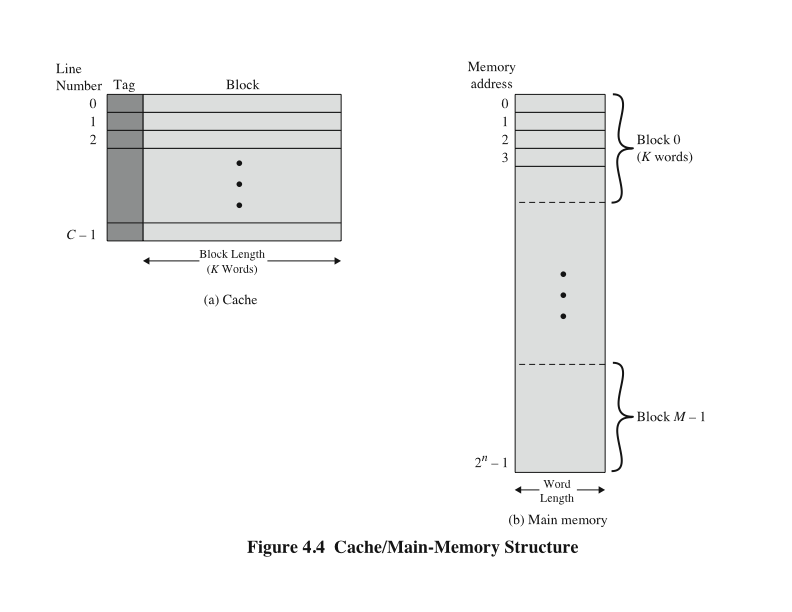 Line
Number Tag Block
0
1
2
C – 1
Block Length
(K Words)
(a) Cache
Memory
address
0
1
2
3
Block 0
(K words)
Block M – 1
2ⁿ – 1
Word
Length
(b) Main memory
Figure 4.4 Cache/Main-Memory Structure